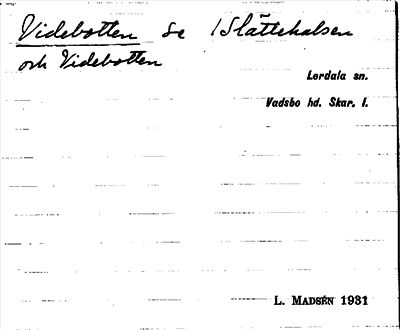 Videbotten se Slättehalsen
och Videbotten
Lerdala sn.
Vadsbo hd. Skar. l.
L. MADSÉN 1931